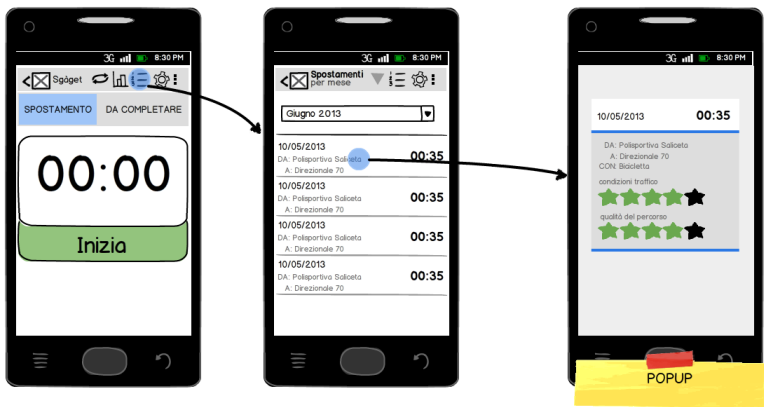 3G 8:30 PM
Sgàget
SPOSTAMENTO DA COMPLETARE
00:00
Inizia
3G 8:30 PM
Spostamenti
per mese
Giugno 2013
10/05/2013
DA: Polisportiva Saliceta
A: Direzionale 70
00:35
10/05/2013
DA: Polisportiva Saliceta
A: Direzionale 70
00:35
10/05/2013
DA: Polisportiva Saliceta
A: Direzionale 70
00:35
10/05/2013
DA: Polisportiva Saliceta
A: Direzionale 70
00:35
3G 8:30 PM
10/05/2013 00:35
DA: Polisportiva Saliceta
A: Direzionale 70
CON: Bicicletta
condizioni traffico
qualità del percorso
POPUP